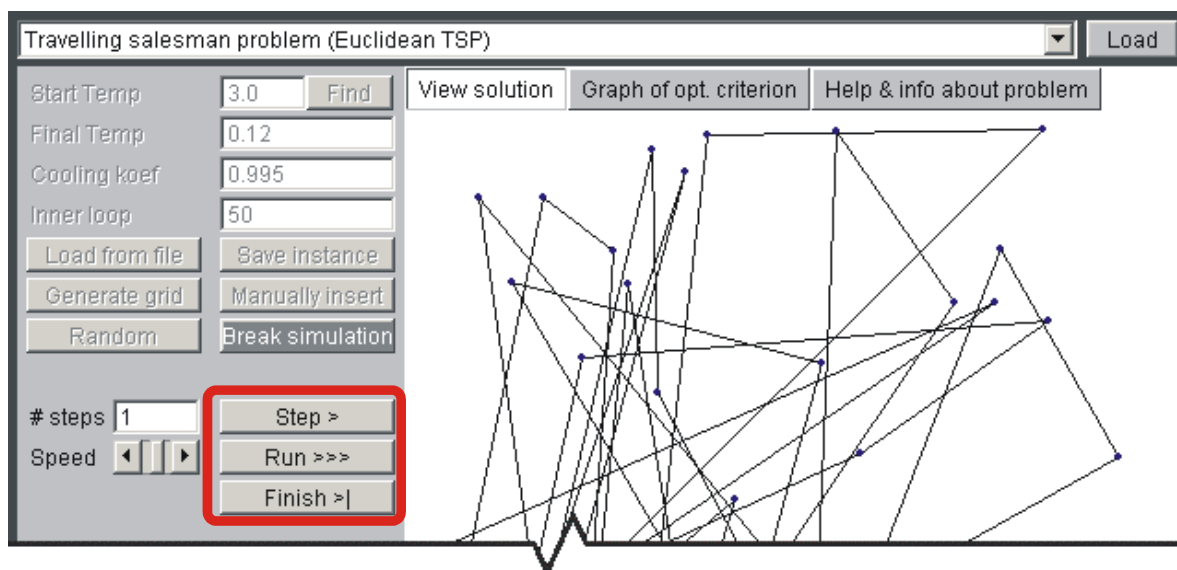 Travelling salesman problem (Euclidean TSP) Load
View solution Graph of opt. criterion Help & info about problem
Start Temp 3.0 Find
Final Temp 0.12
Cooling koef 0.995
Inner loop 50
Load from file Save instance
Generate grid Manually insert
Random Break simulation
# steps 1 Step >
Speed Run >>>
Finish >|